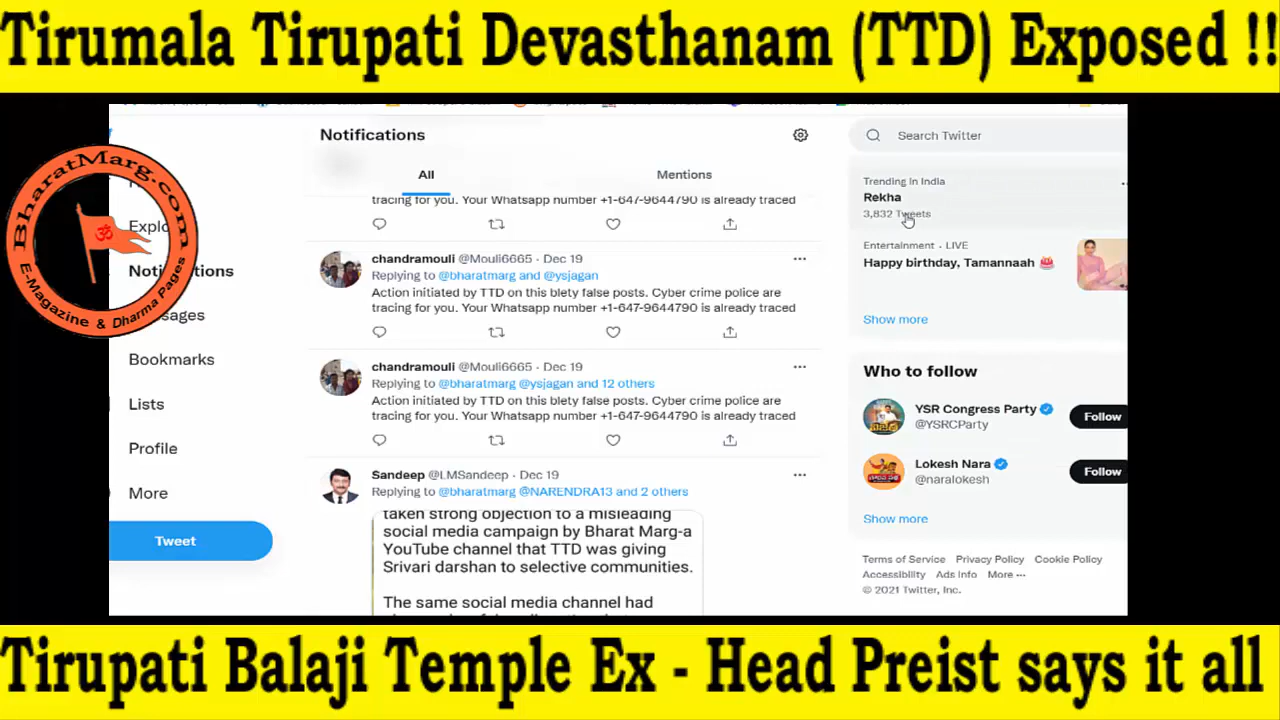 Tirumala Tirupati Devasthanam (TTD) Exposed !!
BharatMarg.com
E-Magazine & Dharma Pages
ॐ
Explo
Notifications
ssages
Bookmarks
Lists
Profile
More
Tweet
Notifications
All
Mentions
tracing for you. Your Whatsapp number +1-647-9644790 is already traced
chandramouli @Mouli6665 · Dec 19
Replying to @bharatmarg and @ysjagan
Action initiated by TTD on this blety false posts. Cyber crime police are
tracing for you. Your Whatsapp number +1-647-9644790 is already traced
chandramouli @Mouli6665 · Dec 19
Replying to @bharatmarg @ysjagan and 12 others
Action initiated by TTD on this blety false posts. Cyber crime police are
tracing for you. Your Whatsapp number +1-647-9644790 is already traced
Sandeep @LMSandeep · Dec 19
Replying to @bharatmarg @NARENDRA13 and 2 others
taken strong objection to a misleading
social media campaign by Bharat Marg-a
YouTube channel that TTD was giving
Srivari darshan to selective communities.
The same social media channel had
Search Twitter
Trending in India
Rekha
3,832 Tweets
Entertainment · LIVE
Happy birthday, Tamannaah 🎂
Show more
Who to follow
YSR Congress Party
@YSRCParty
Follow
Lokesh Nara
@naralokesh
Follow
Show more
Terms of Service Privacy Policy Cookie Policy
Accessibility Ads info More ···
© 2021 Twitter, Inc.
Tirupati Balaji Temple Ex - Head Preist says it all